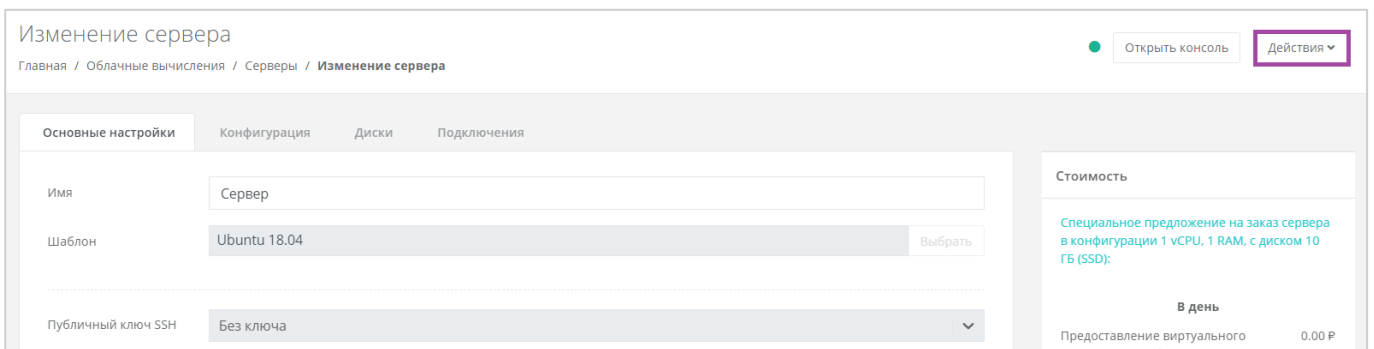 Изменение сервера
Открыть консоль Действия
Главная / Облачные вычисления / Серверы / Изменение сервера
Основные настройки Конфигурация Диски Подключения
Стоимость
Имя Сервер
Специальное предложение на заказ сервера
Шаблон Ubuntu 18.04 Выбрать
в конфигурации 1 vCPU, 1 RAM, с диском 10
ГБ (SSD):
В день
Публичный ключ SSH Без ключа
Предоставление виртуального 0.00 ₽